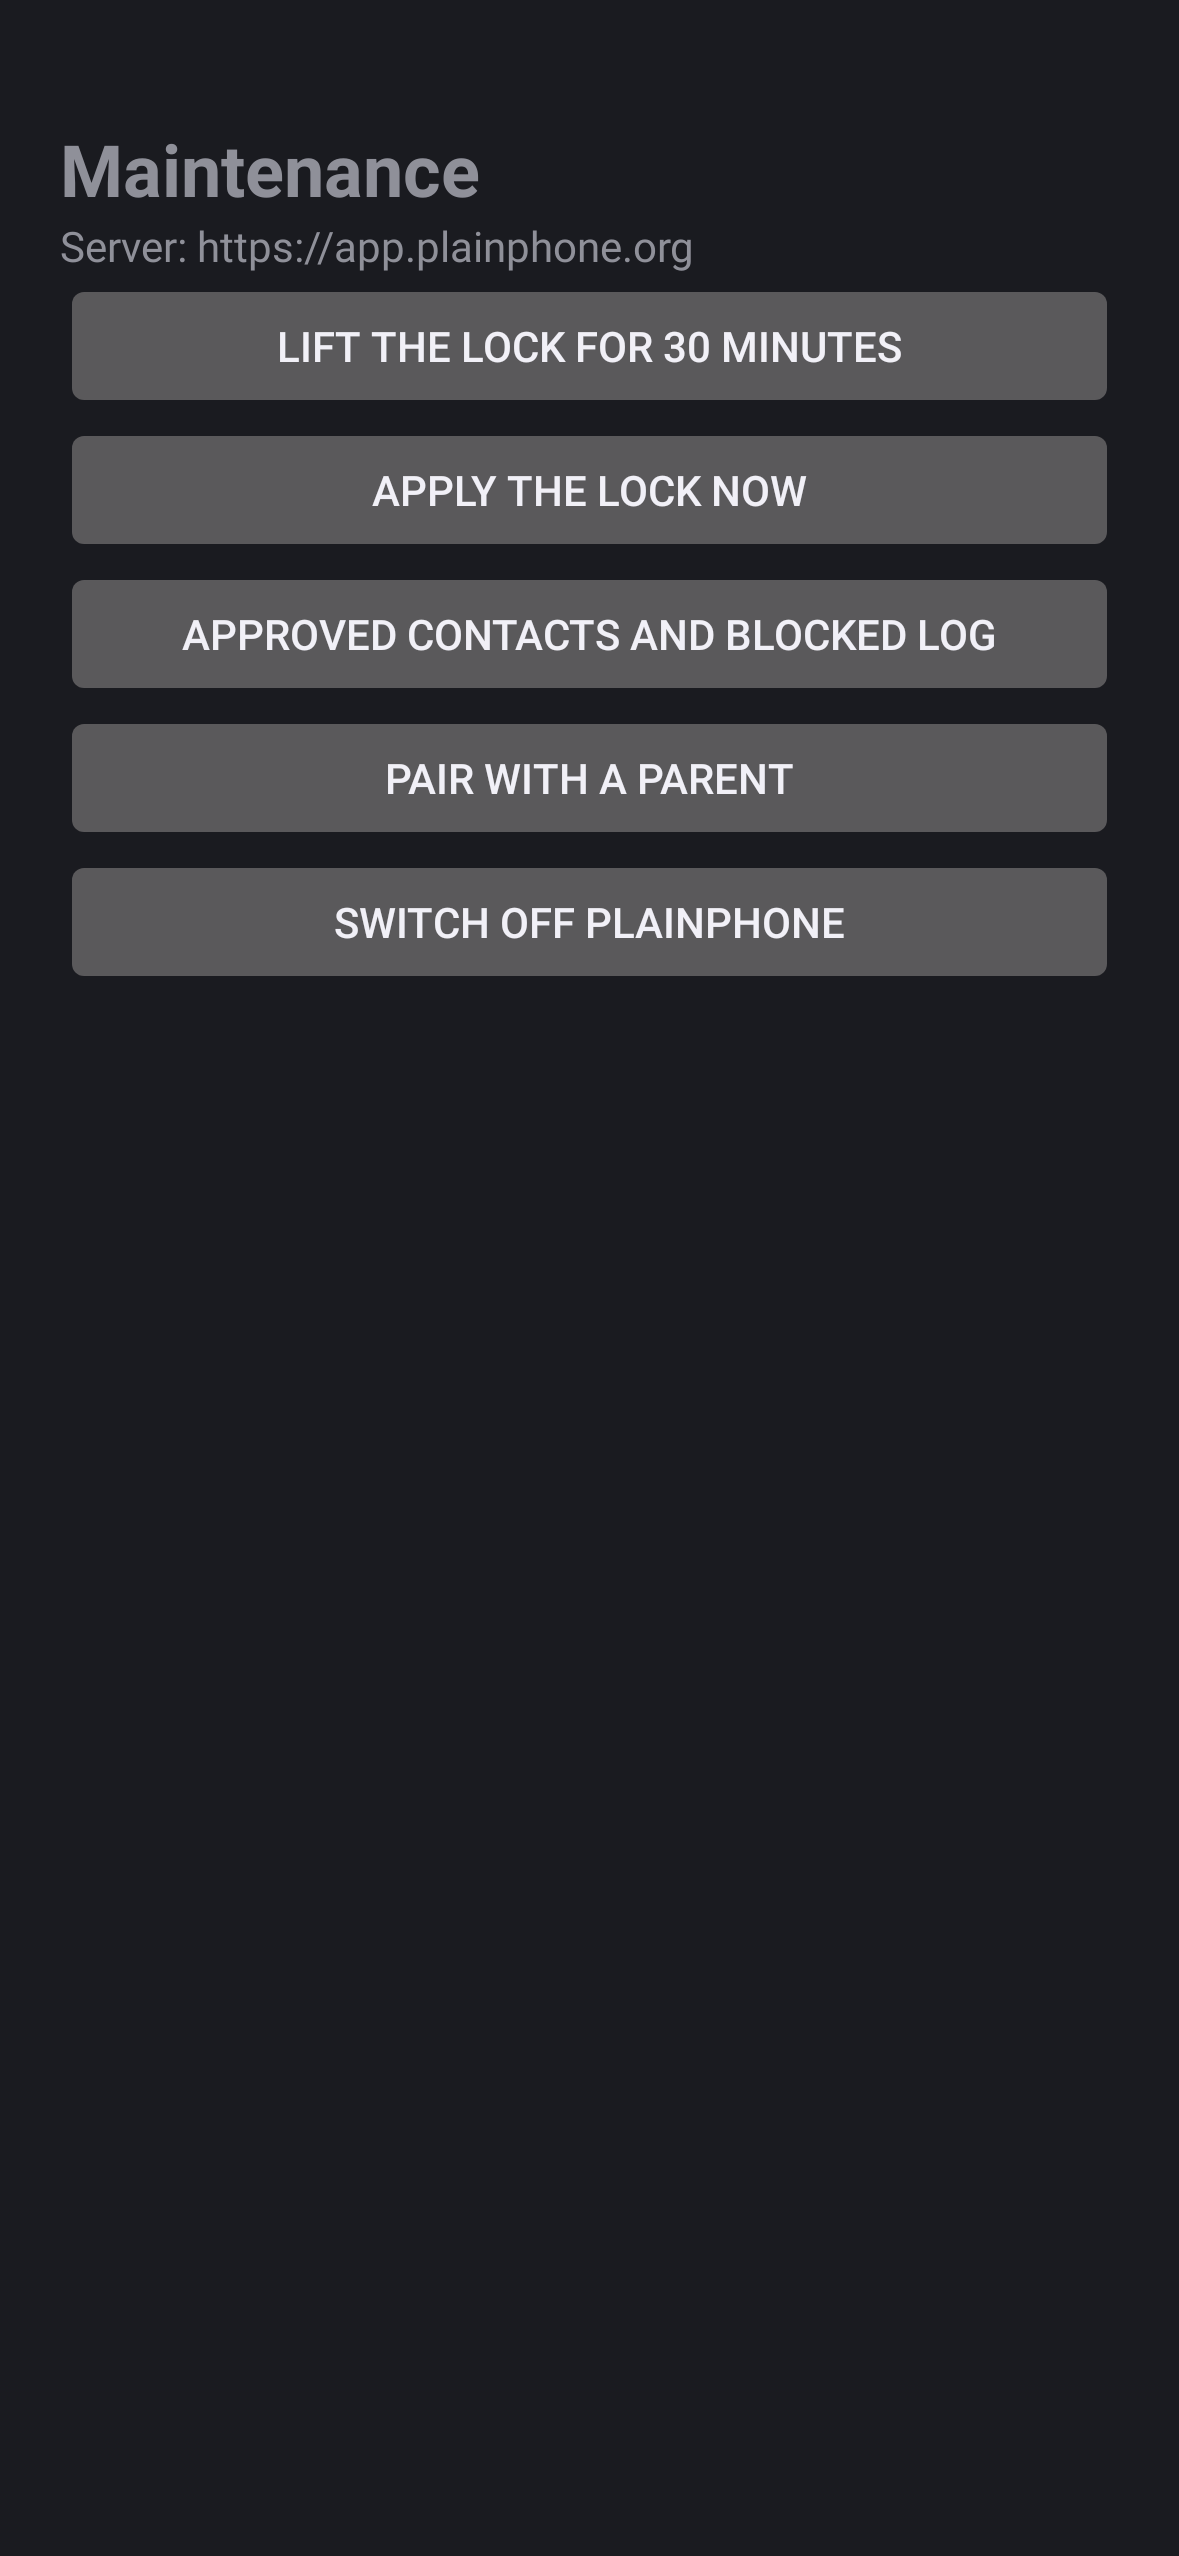 Maintenance
Server: https://app.plainphone.org
LIFT THE LOCK FOR 30 MINUTES
APPLY THE LOCK NOW
APPROVED CONTACTS AND BLOCKED LOG
PAIR WITH A PARENT
SWITCH OFF PLAINPHONE